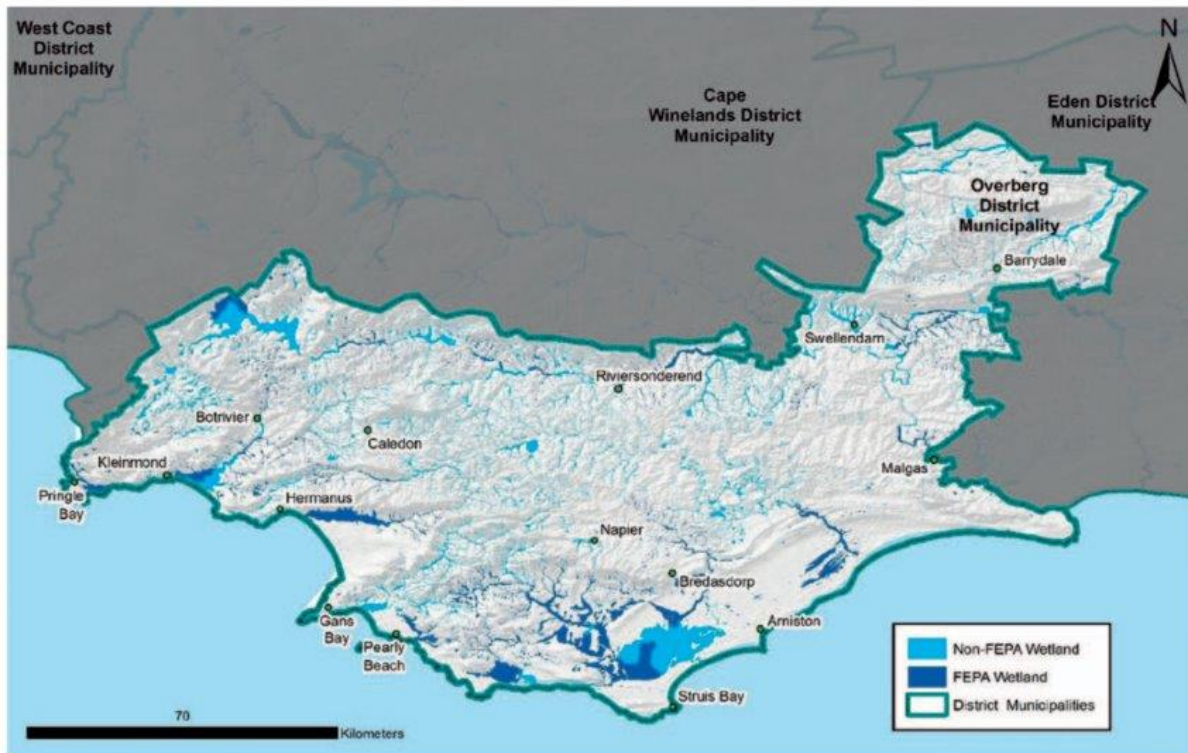 West Coast
District
Municipality
N
Cape
Winelands District
Municipality
Eden District
Municipality
Overberg
District
Municipality
Barrydale
Swellendam
Riviersonderend
Botrivier
Caledon
Malgas
Kleinmond
Pringle
Bay
Hermanus
Napier
Bredasdorp
Gans
Bay
Arniston
Pearly
Beach
Struis Bay
Non-FEPA Wetland
FEPA Wetland
District Municipalities
70
Kilometers